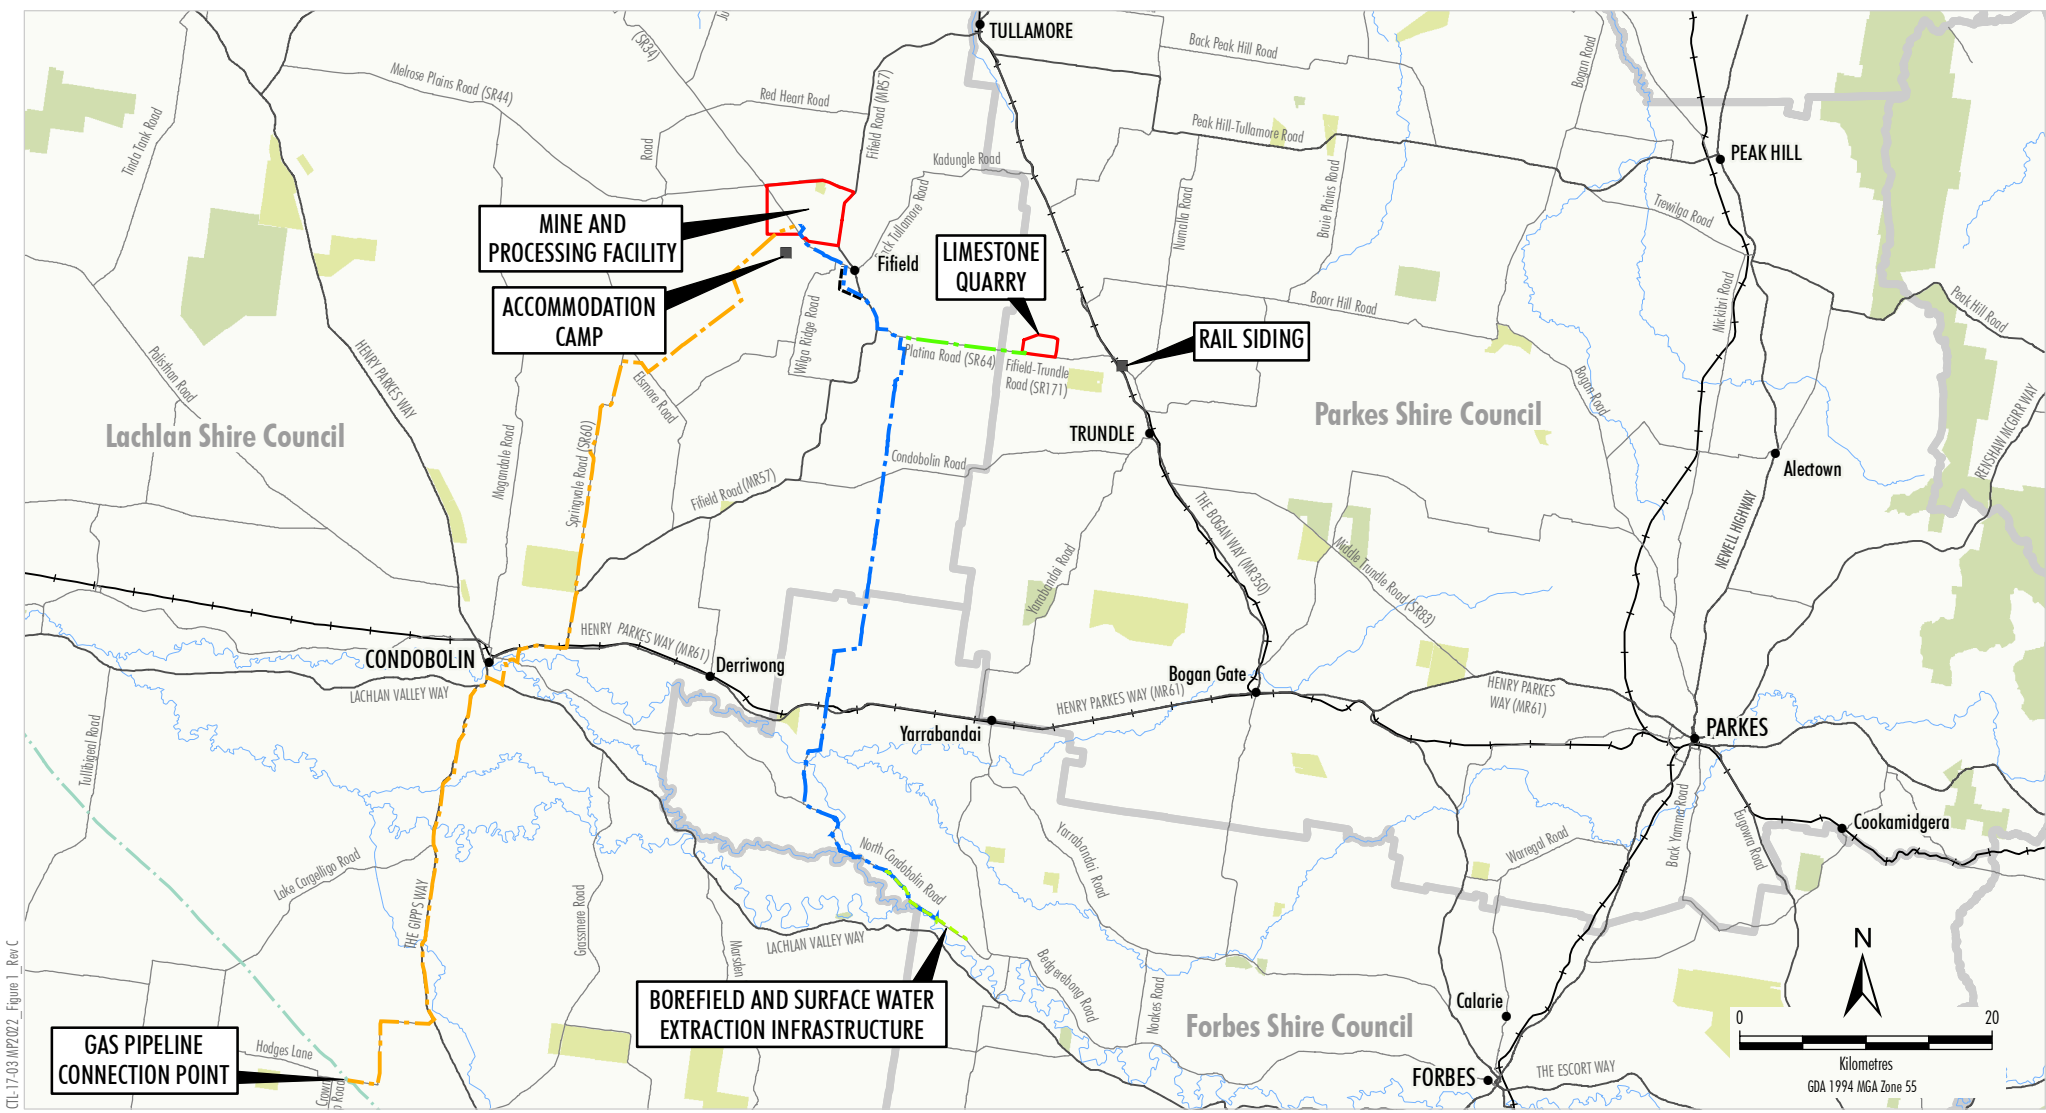 TULLAMORE
(SR34)
Back Peak Hill Road
Bogan Road
Melrose Plains Road (SR44)
Red Heart Road
Fifield Road (MR57)
Tinda Tank Road
Road
Peak Hill-Tullamore Road
Kadungle Road
PEAK HILL
Bruie Plains Road
Numalla Road
Trewilga Road
MINE AND
PROCESSING FACILITY
Tullamore Road
LIMESTONE
QUARRY
Fifield
ACCOMMODATION
CAMP
Wilga Ridge Road
Boorr Hill Road
Mickibri Road
Peak Hill Road
RAIL SIDING
Palisthan Road
HENRY PARKES WAY
Platina Road (SR64)
Fifield-Trundle
Road (SR171)
Elsmore Road
Bogan Road
Lachlan Shire Council
Parkes Shire Council
RENSHAW MCGIRR WAY
TRUNDLE
Mogandale Road
Springvale Road (SR60)
Condobolin Road
Alectown
Fifield Road (MR57)
THE BOGAN WAY (MR350)
NEWELL HIGHWAY
Yarrabandai Road
Middle Trundle Road (SR83)
HENRY PARKES WAY (MR61)
CONDOBOLIN
Derriwong
Bogan Gate
LACHLAN VALLEY WAY
HENRY PARKES WAY (MR61)
HENRY PARKES
WAY (MR61)
Yarrabandai
PARKES
Tullibigeal Road
Back Yamma Road
Eugowra Road
Cookamidgera
Yarrabandai Road
Warregal Road
North Condobolin Road
Lake Cargelligo Road
THE GIPPS WAY
Grassmere Road
Marsden
LACHLAN VALLEY WAY
Bedgerebong Road
Noakes Road
BOREFIELD AND SURFACE WATER
EXTRACTION INFRASTRUCTURE
Forbes Shire Council
Calarie
N
0
20
Kilometres
GDA 1994 MGA Zone 55
GAS PIPELINE
CONNECTION POINT
Hodges Lane
Crown
Road
FORBES
THE ESCORT WAY
CTL-17-03 MP2022_Figure 1_Rev C